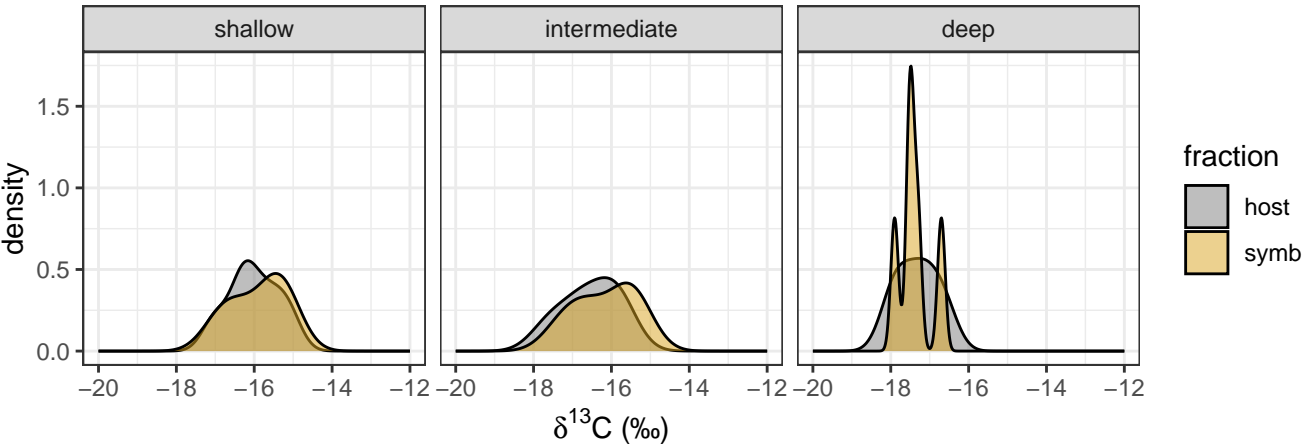 shallow
intermediate
deep
density
0.0
0.5
1.0
1.5
−20
−18
−16
−14
−12
−20
−18
−16
−14
−12
−20
−18
−16
−14
−12
δ¹³C (‰)
fraction
host
symb